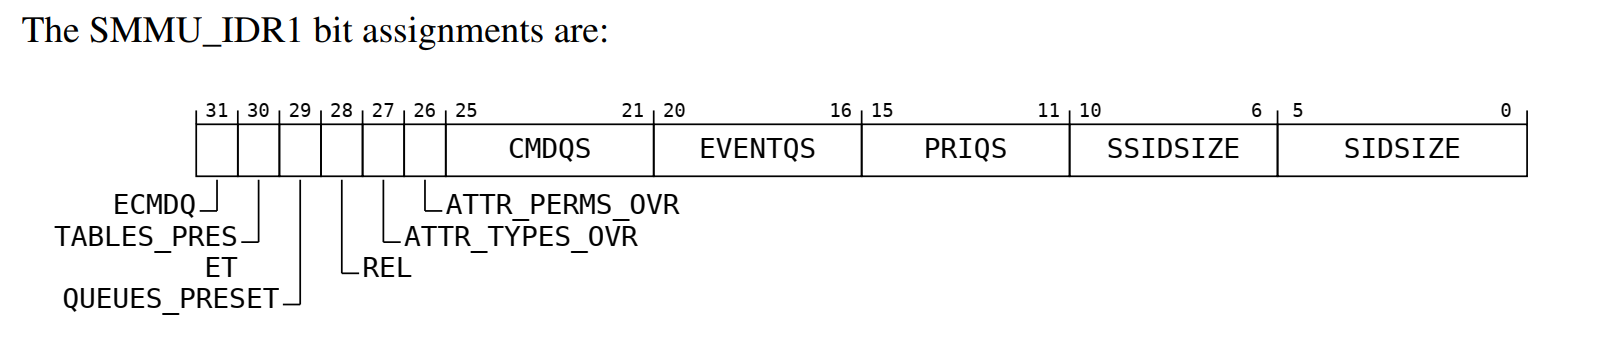 The SMMU_IDR1 bit assignments are:
31 30 29 28 27 26 25 21 20 16 15 11 10 6 5 0
CMDQS EVENTQS PRIQS SSIDSIZE SIDSIZE
ECMDQ ATTR_PERMS_OVR
TABLES_PRES ATTR_TYPES_OVR
ET REL
QUEUES_PRESET